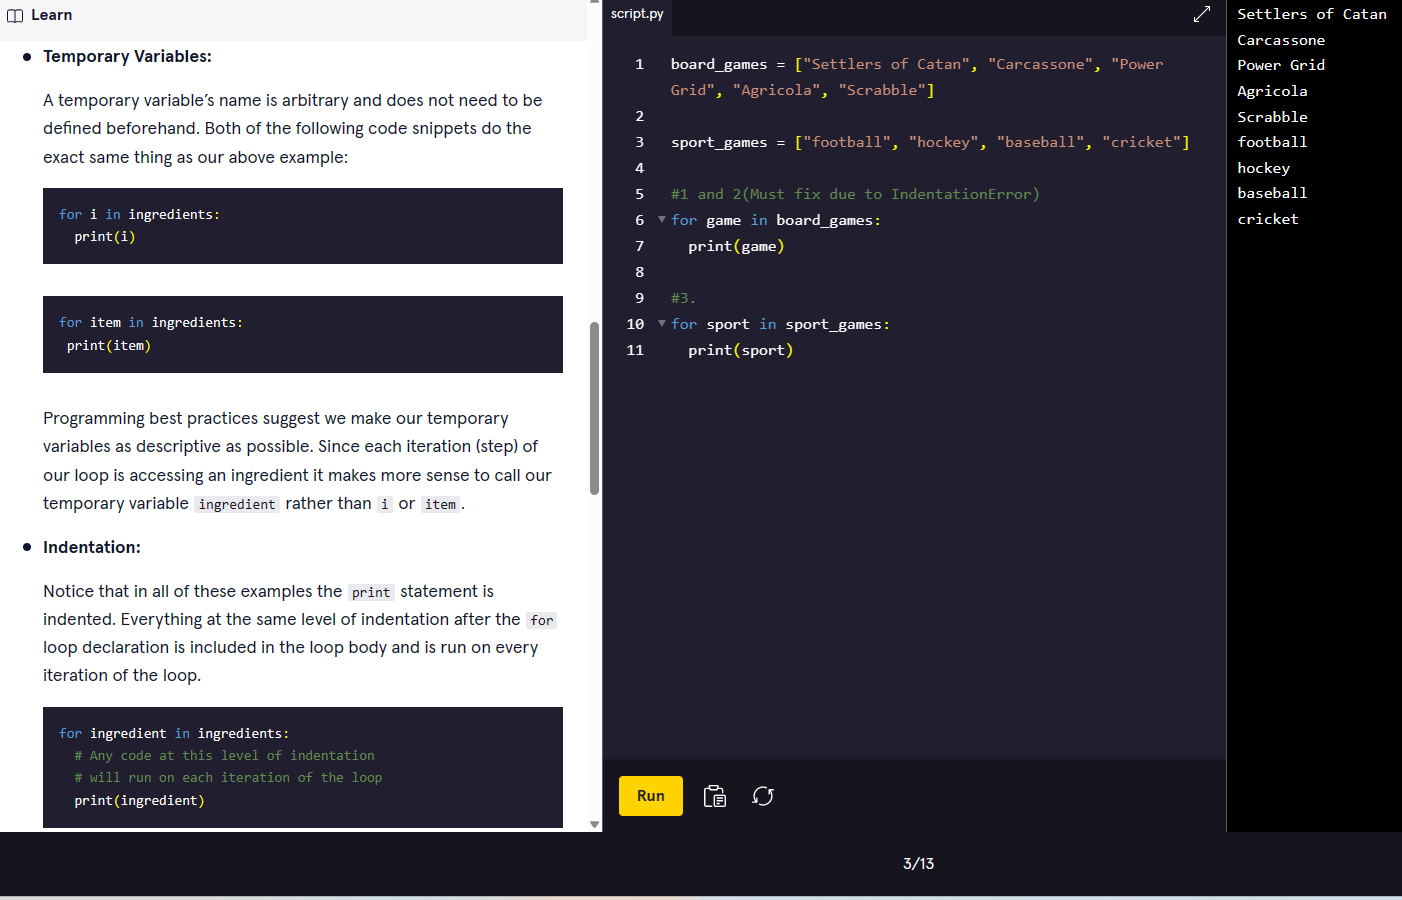 Learn
Temporary Variables:
A temporary variable’s name is arbitrary and does not need to be
defined beforehand. Both of the following code snippets do the
exact same thing as our above example:
for i in ingredients:
  print(i)
for item in ingredients:
 print(item)
Programming best practices suggest we make our temporary
variables as descriptive as possible. Since each iteration (step) of
our loop is accessing an ingredient it makes more sense to call our
temporary variable ingredient rather than i or item.
Indentation:
Notice that in all of these examples the print statement is
indented. Everything at the same level of indentation after the for
loop declaration is included in the loop body and is run on every
iteration of the loop.
for ingredient in ingredients:
  # Any code at this level of indentation
  # will run on each iteration of the loop
  print(ingredient)
script.py
1 board_games = ["Settlers of Catan", "Carcassone", "Power
Grid", "Agricola", "Scrabble"]
2
3 sport_games = ["football", "hockey", "baseball", "cricket"]
4
5 #1 and 2(Must fix due to IndentationError)
6 for game in board_games:
7   print(game)
8
9 #3.
10 for sport in sport_games:
11   print(sport)
Run
Settlers of Catan
Carcassone
Power Grid
Agricola
Scrabble
football
hockey
baseball
cricket
3/13